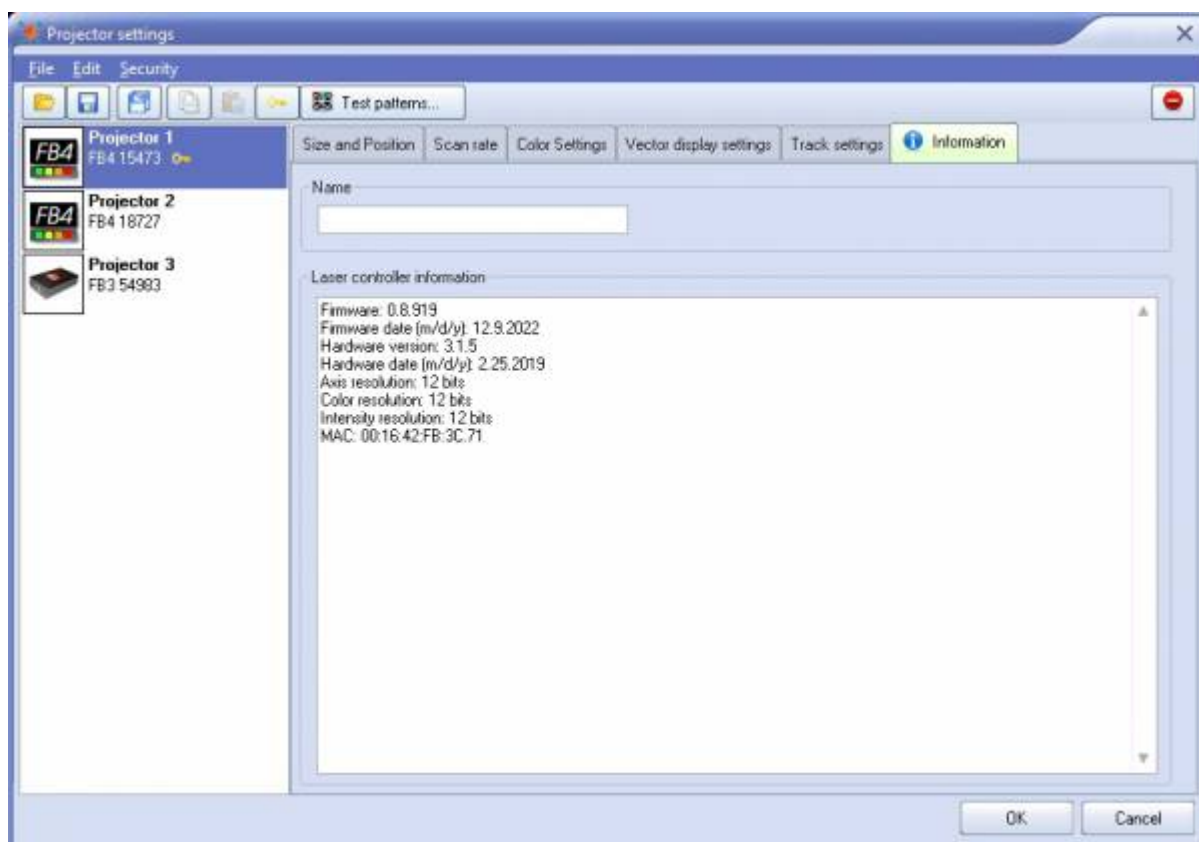 Projector settings
File Edit Security
Test patterns...
FB4
Projector 1
FB4 15473
FB4
Projector 2
FB4 18727
Projector 3
FB3 54983
Size and Position Scan rate Color Settings Vector display settings Track settings Information
Name
Laser controller information
Firmware: 0.8.919
Firmware date (m/d/y): 12.9.2022
Hardware version: 3.1.5
Hardware date (m/d/y): 2.25.2019
Axis resolution: 12 bits
Color resolution: 12 bits
Intensity resolution: 12 bits
MAC: 00:16:42:FB:3C:71
OK Cancel